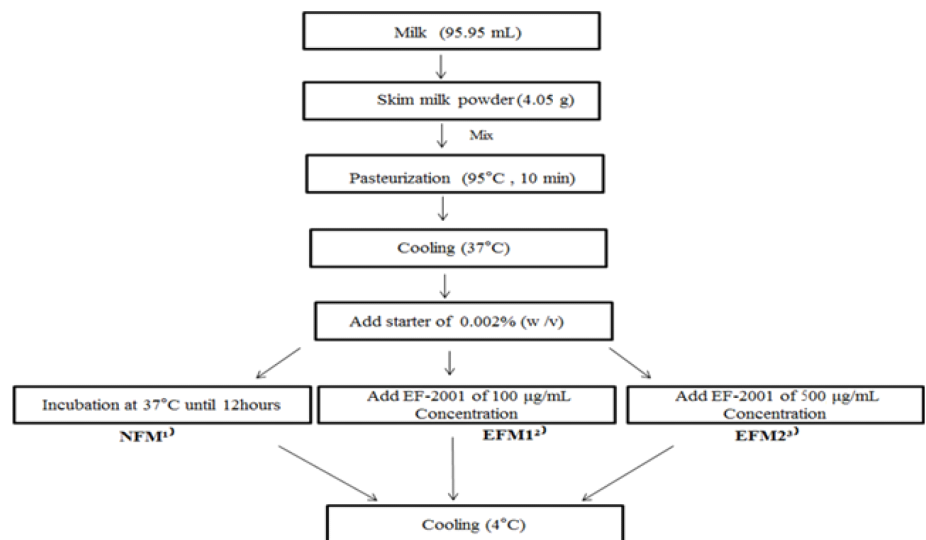 Milk (95.95 mL)
Skim milk powder (4.05 g)
Mix
Pasteurization (95°C , 10 min)
Cooling (37°C)
Add starter of 0.002% (w /v)
Incubation at 37°C until 12hours
NFM¹⁾
Add EF-2001 of 100 µg/mL
Concentration
EFM1²⁾
Add EF-2001 of 500 µg/mL
Concentration
EFM2³⁾
Cooling (4°C)